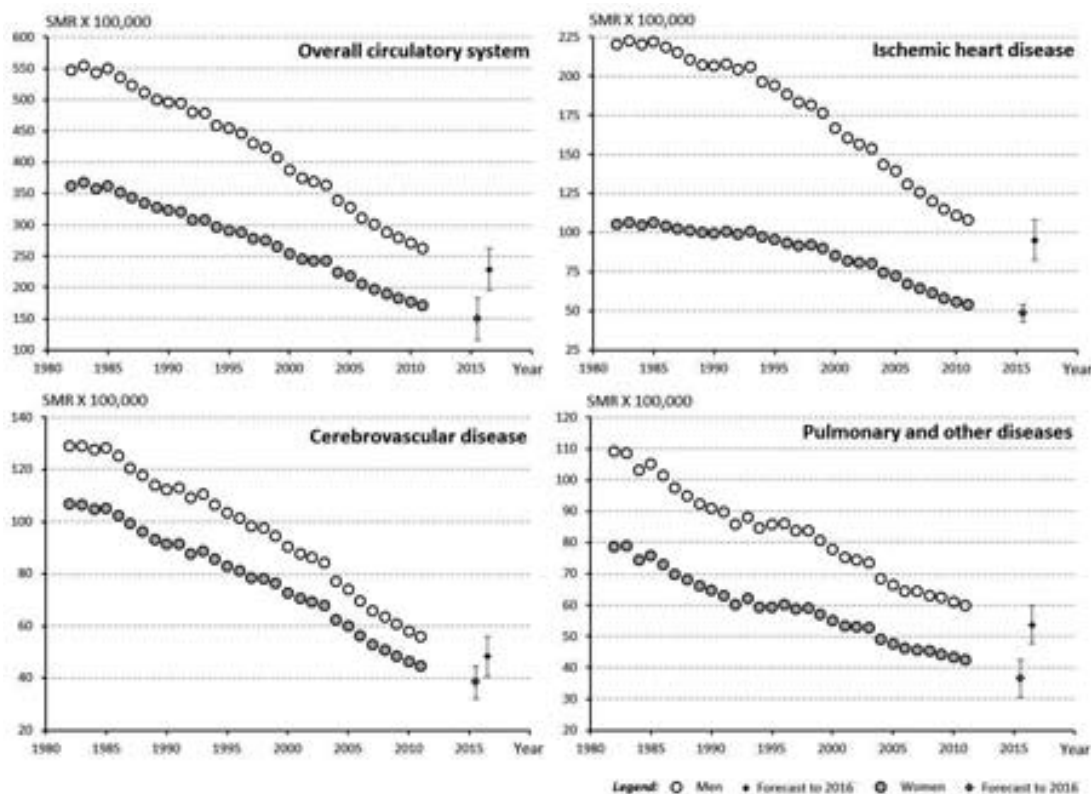 SMR X 100,000
Overall circulatory system
600
550
500
450
400
350
300
250
200
150
100
1980 1985 1990 1995 2000 2005 2010 2015 Year
SMR X 100,000
Ischemic heart disease
225
200
175
150
125
100
75
50
25
1980 1985 1990 1995 2000 2005 2010 2015 Year
SMR X 100,000
Cerebrovascular disease
140
120
100
80
60
40
20
1980 1985 1990 1995 2000 2005 2010 2015 Year
SMR X 100,000
Pulmonary and other diseases
120
110
100
90
80
70
60
50
40
30
20
1980 1985 1990 1995 2000 2005 2010 2015 Year
Legend: Men Forecast to 2016 Women Forecast to 2016